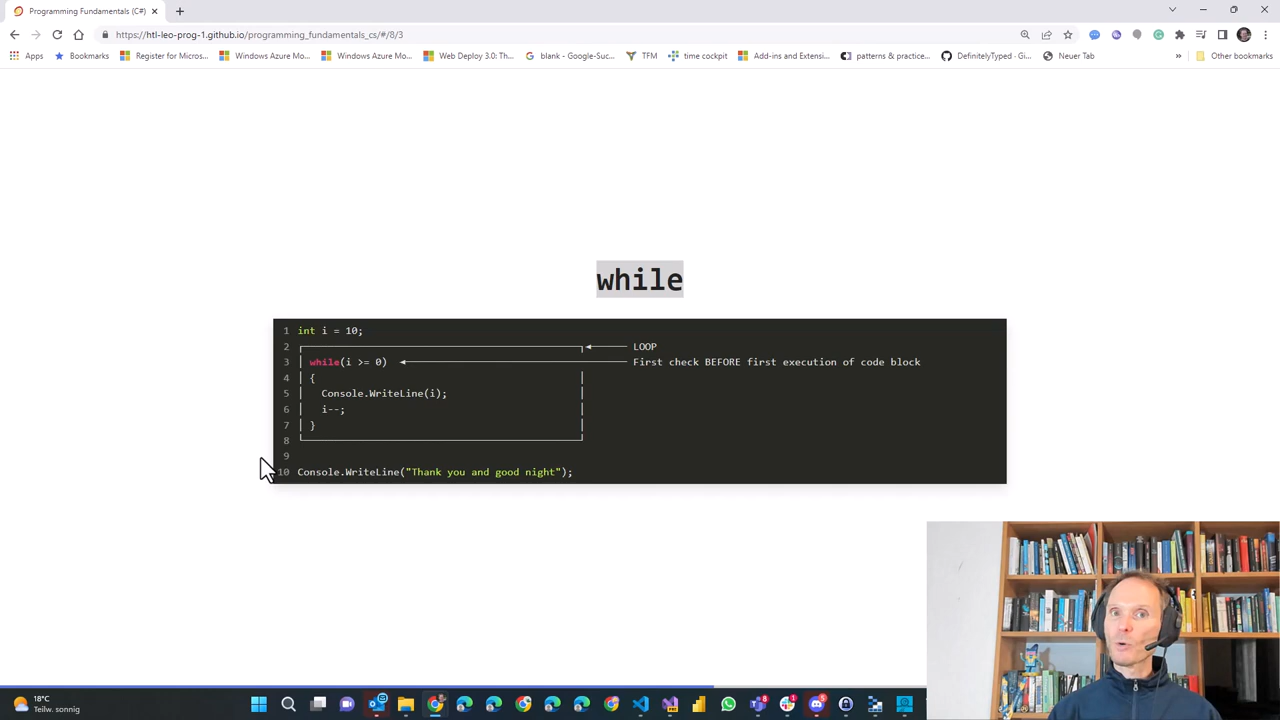 Programming Fundamentals (C#)
https://htl-leo-prog-1.github.io/programming_fundamentals_cs/#/8/3
Apps
Bookmarks
Register for Micros...
Windows Azure Mo...
Windows Azure Mo...
Web Deploy 3.0: Th...
blank - Google-Suc...
TFM
time cockpit
Add-ins and Extensi...
patterns & practice...
DefinitelyTyped - Gi...
Neuer Tab
»
Other bookmarks
while
1 int i = 10;
2 LOOP
3 while(i >= 0) First check BEFORE first execution of code block
4 {
5 Console.WriteLine(i);
6 i--;
7 }
8
9
10 Console.WriteLine("Thank you and good night");
18°C
Teilw. sonnig